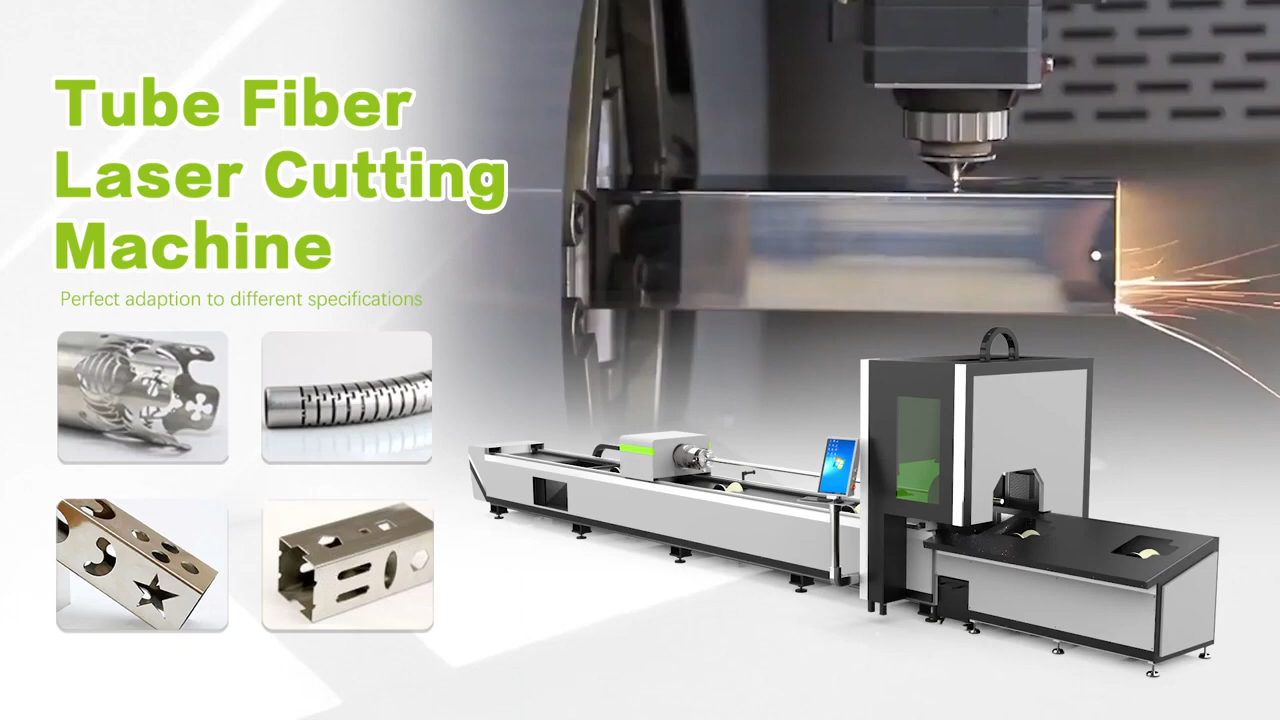 Tube Fiber
Laser Cutting
Machine
Perfect adaption to different specifications